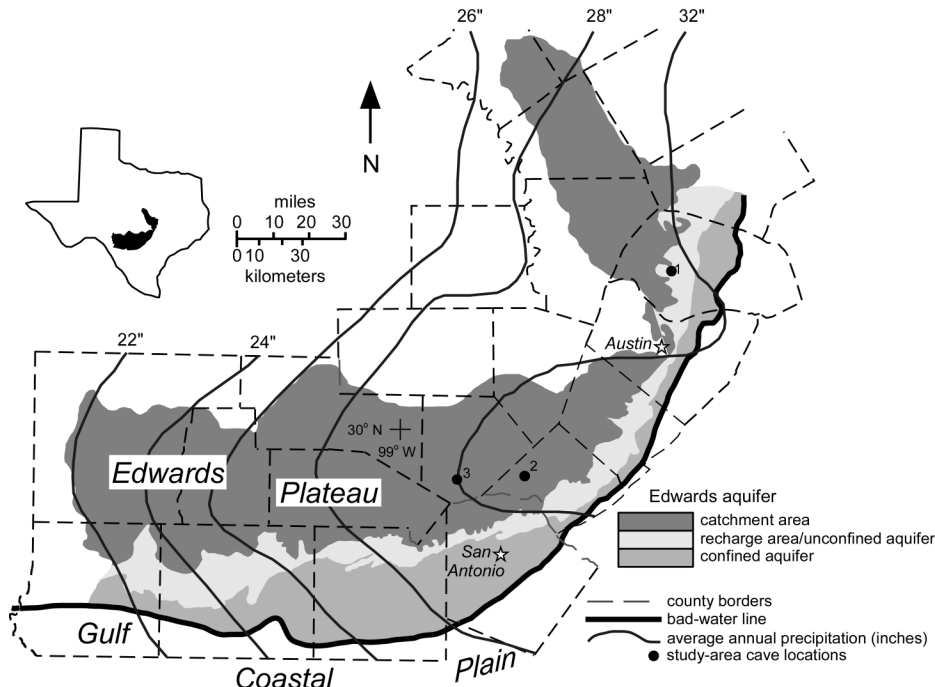 26"
28"
32"
N
miles
0 10 20 30
0 10 30
kilometers
1
22"
24"
Austin
30° N
99° W
2
3
Edwards
Plateau
San
Antonio
Edwards aquifer
catchment area
recharge area/unconfined aquifer
confined aquifer
county borders
bad-water line
average annual precipitation (inches)
study-area cave locations
Gulf
Coastal
Plain